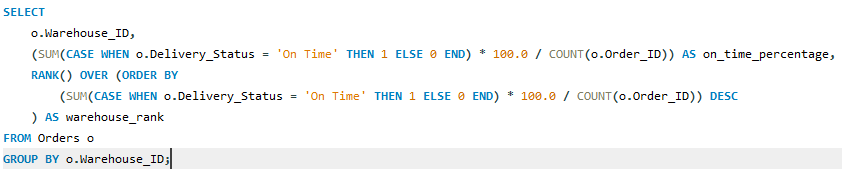 SELECT
    o.Warehouse_ID,
    (SUM(CASE WHEN o.Delivery_Status = 'On Time' THEN 1 ELSE 0 END) * 100.0 / COUNT(o.Order_ID)) AS on_time_percentage,
    RANK() OVER (ORDER BY
        (SUM(CASE WHEN o.Delivery_Status = 'On Time' THEN 1 ELSE 0 END) * 100.0 / COUNT(o.Order_ID)) DESC
    ) AS warehouse_rank
FROM Orders o
GROUP BY o.Warehouse_ID;